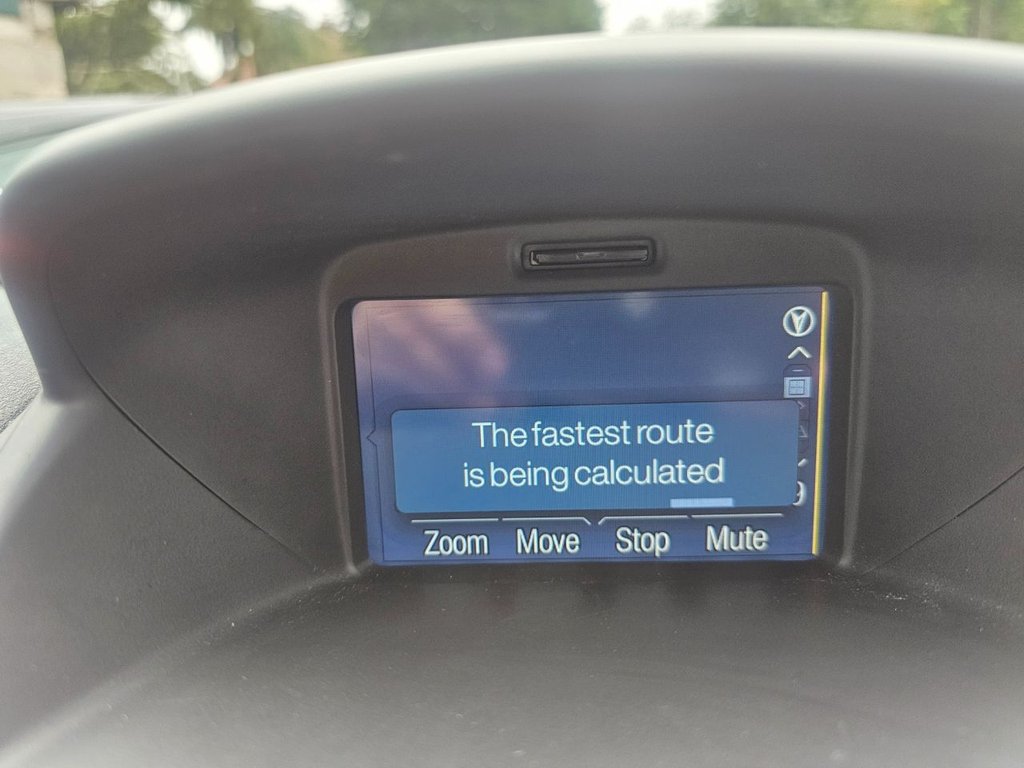 The fastest route
is being calculated
Zoom Move Stop Mute